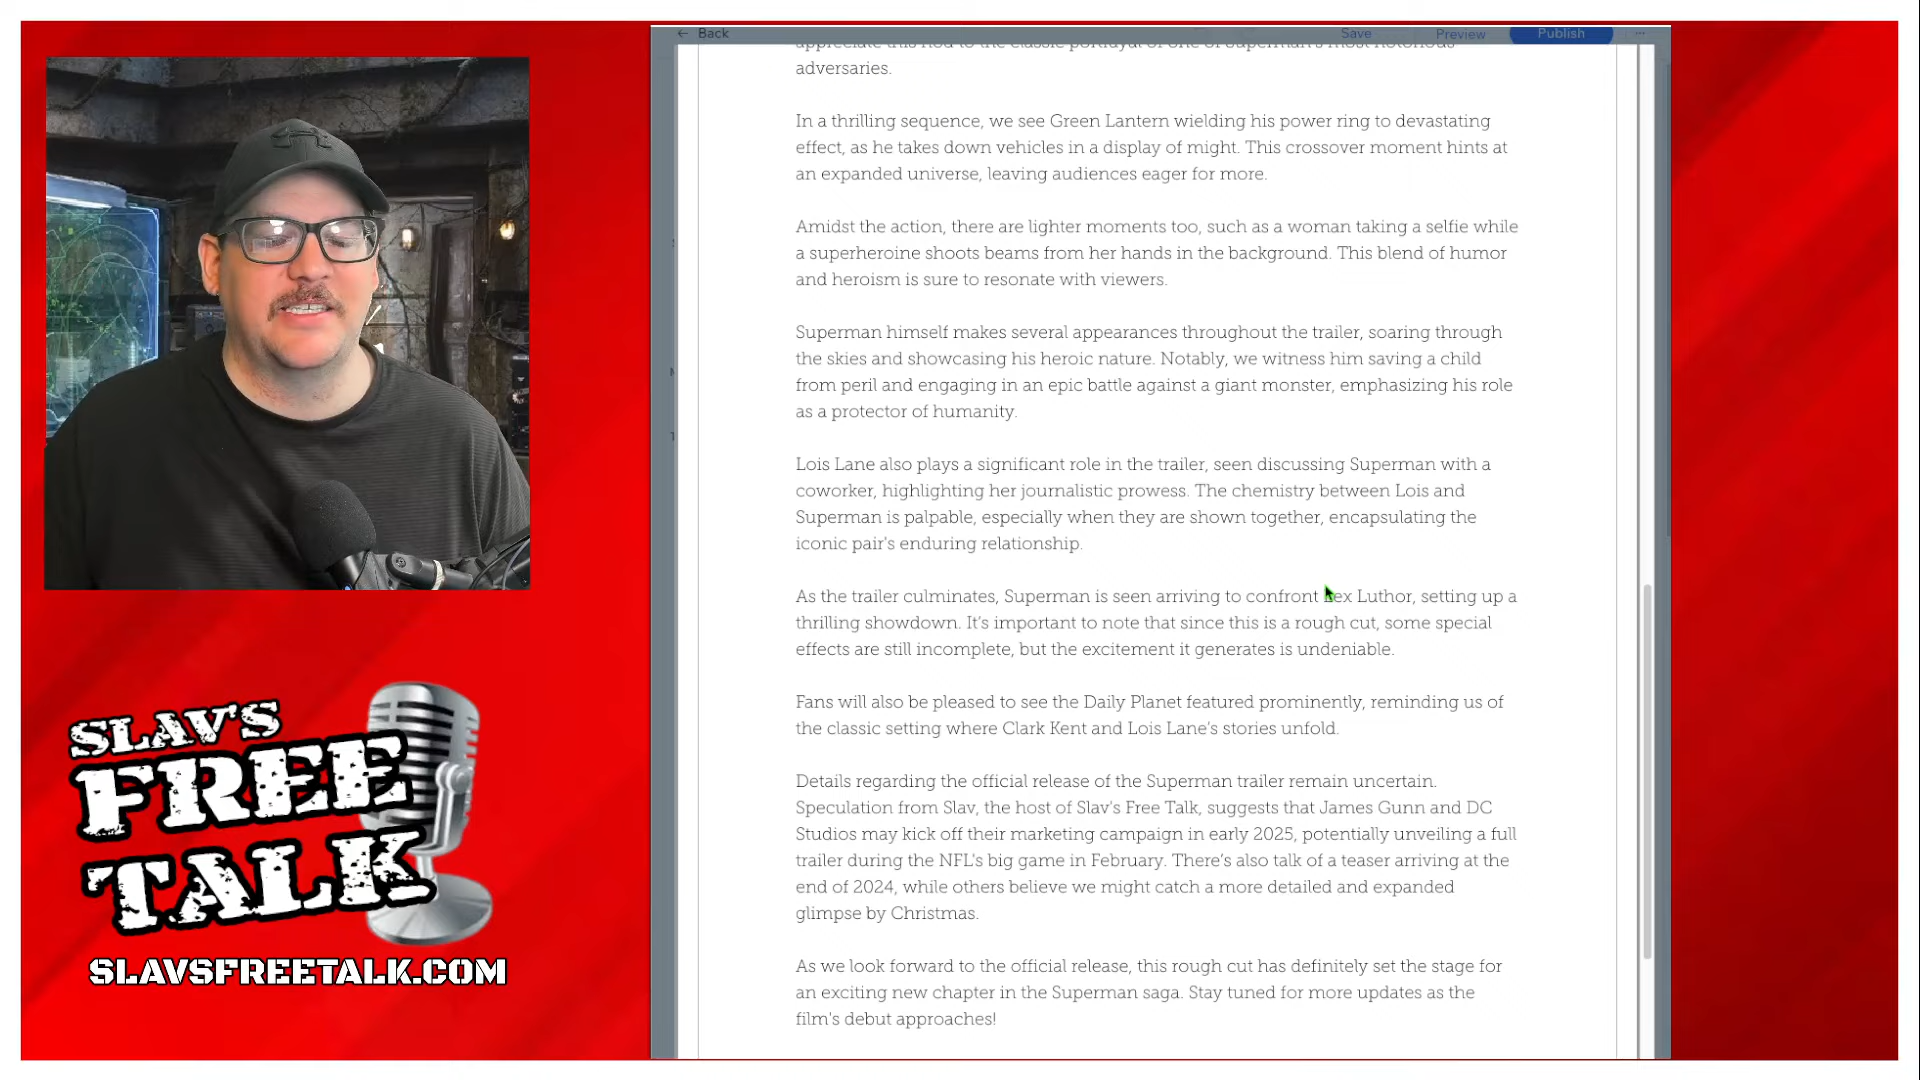 Back
Save
Preview
Publish
appreciate this nod to the classic portrayal of one of Superman's most notorious
adversaries.
In a thrilling sequence, we see Green Lantern wielding his power ring to devastating
effect, as he takes down vehicles in a display of might. This crossover moment hints at
an expanded universe, leaving audiences eager for more.
Amidst the action, there are lighter moments too, such as a woman taking a selfie while
a superheroine shoots beams from her hands in the background. This blend of humor
and heroism is sure to resonate with viewers.
Superman himself makes several appearances throughout the trailer, soaring through
the skies and showcasing his heroic nature. Notably, we witness him saving a child
from peril and engaging in an epic battle against a giant monster, emphasizing his role
as a protector of humanity.
Lois Lane also plays a significant role in the trailer, seen discussing Superman with a
coworker, highlighting her journalistic prowess. The chemistry between Lois and
Superman is palpable, especially when they are shown together, encapsulating the
iconic pair's enduring relationship.
As the trailer culminates, Superman is seen arriving to confront Lex Luthor, setting up a
thrilling showdown. It's important to note that since this is a rough cut, some special
effects are still incomplete, but the excitement it generates is undeniable.
Fans will also be pleased to see the Daily Planet featured prominently, reminding us of
the classic setting where Clark Kent and Lois Lane's stories unfold.
Details regarding the official release of the Superman trailer remain uncertain.
Speculation from Slav, the host of Slav's Free Talk, suggests that James Gunn and DC
Studios may kick off their marketing campaign in early 2025, potentially unveiling a full
trailer during the NFL's big game in February. There's also talk of a teaser arriving at the
end of 2024, while others believe we might catch a more detailed and expanded
glimpse by Christmas.
As we look forward to the official release, this rough cut has definitely set the stage for
an exciting new chapter in the Superman saga. Stay tuned for more updates as the
film's debut approaches!
SLAV'S
FREE
TALK
SLAVSFREETALK.COM